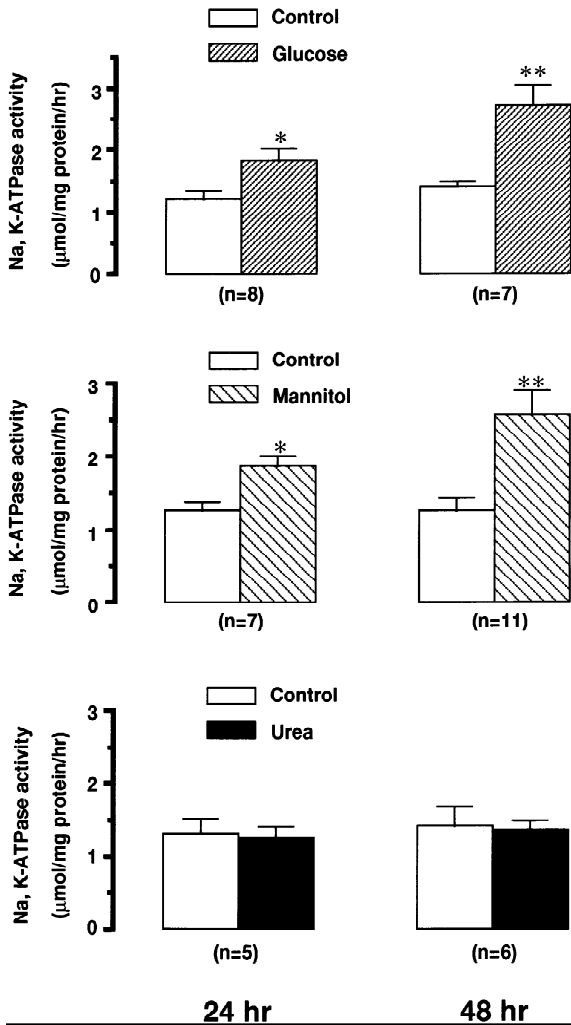 Control
Glucose
Na, K-ATPase activity
(μmol/mg protein/hr)
3
2
1
0
*
**
(n=8)
(n=7)
Control
Mannitol
Na, K-ATPase activity
(μmol/mg protein/hr)
3
2
1
0
*
**
(n=7)
(n=11)
Control
Urea
Na, K-ATPase activity
(μmol/mg protein/hr)
3
2
1
0
(n=5)
(n=6)
24 hr
48 hr